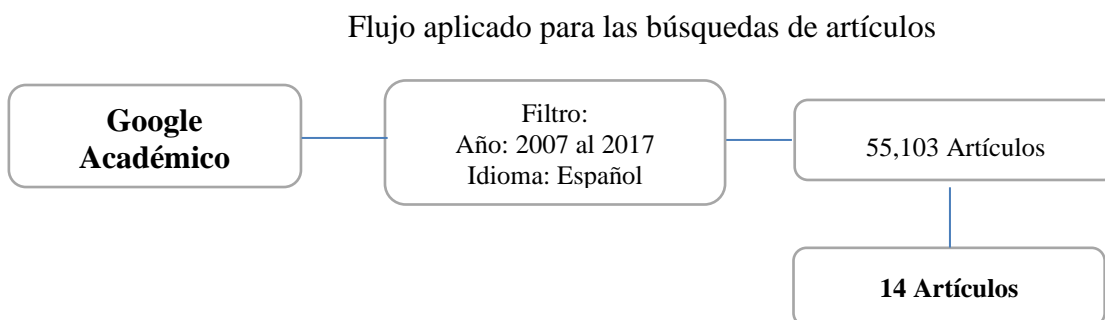 Flujo aplicado para las búsquedas de artículos
Google
Académico
Filtro:
Año: 2007 al 2017
Idioma: Español
55,103 Artículos
14 Artículos